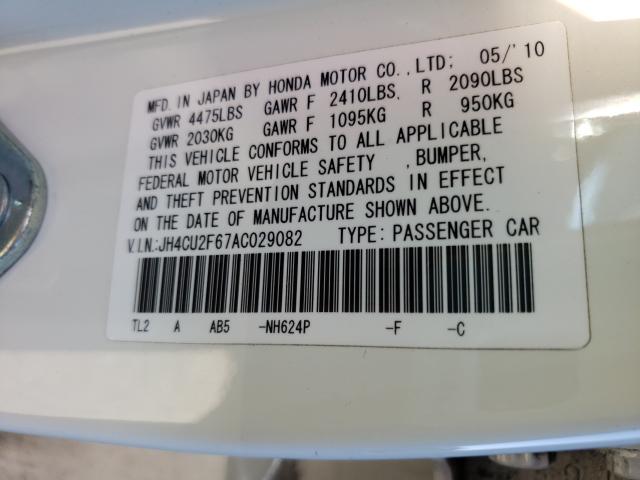 MFD. IN JAPAN BY HONDA MOTOR CO., LTD; 05/'10
GVWR 4475LBS GAWR F 2410LBS, R 2090LBS
GVWR 2030KG GAWR F 1095KG R 950KG
THIS VEHICLE CONFORMS TO ALL APPLICABLE
FEDERAL MOTOR VEHICLE SAFETY ,BUMPER,
AND THEFT PREVENTION STANDARDS IN EFFECT
ON THE DATE OF MANUFACTURE SHOWN ABOVE.
V.I.N.:JH4CU2F67AC029082 TYPE: PASSENGER CAR
TL2 A AB5 -NH624P -F -C